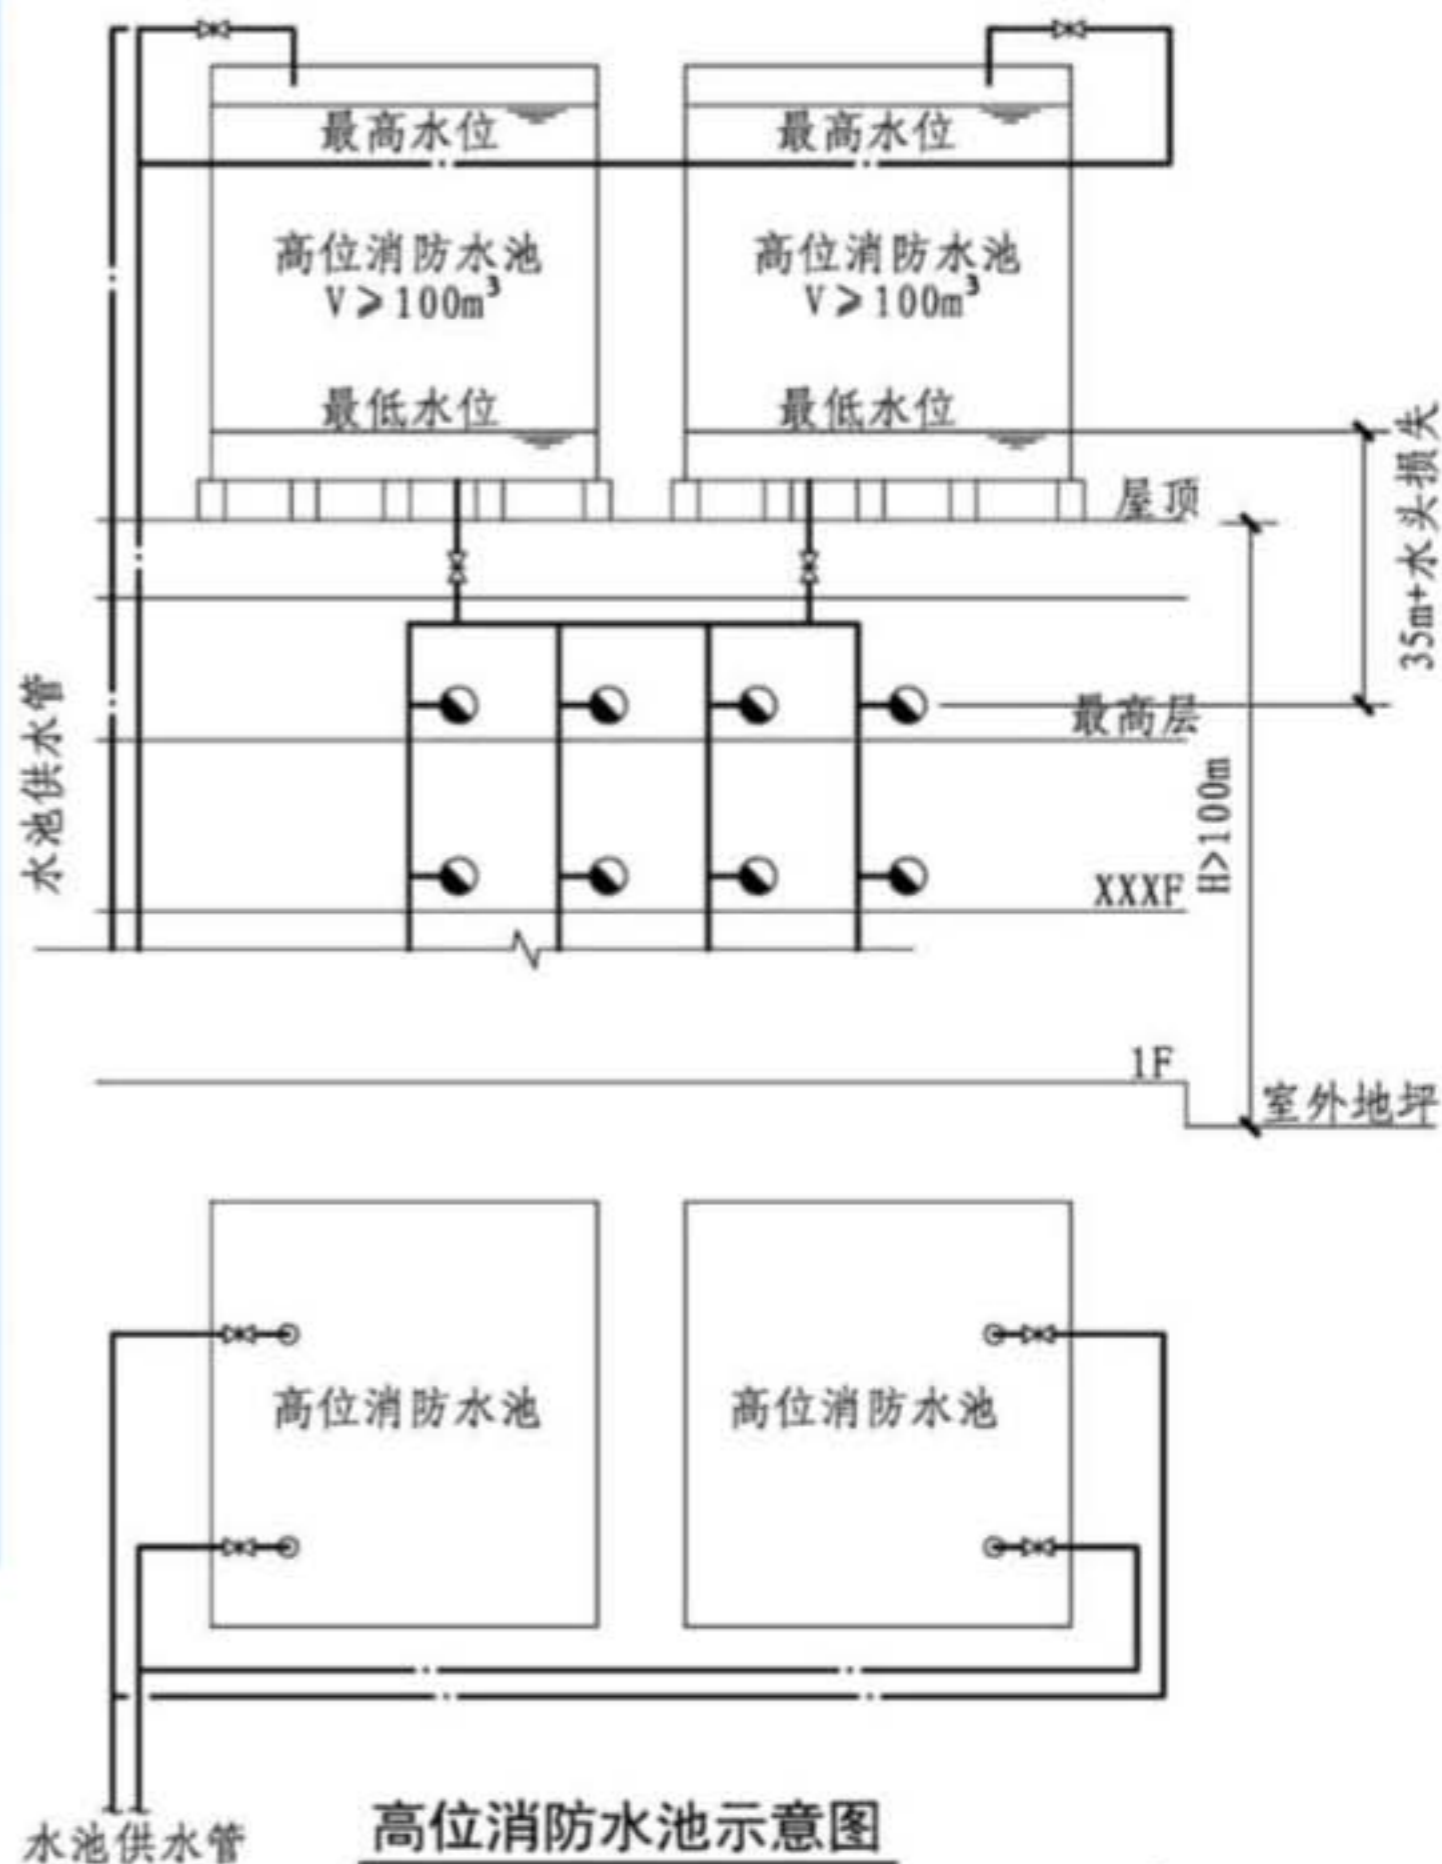 最高水位
最高水位
高位消防水池
V≥100m³
高位消防水池
V≥100m³
最低水位
最低水位
屋顶
35m+水头损失
水池供水管
最高层
H>100m
XXXF
1F
室外地坪
高位消防水池
高位消防水池
水池供水管
高位消防水池示意图